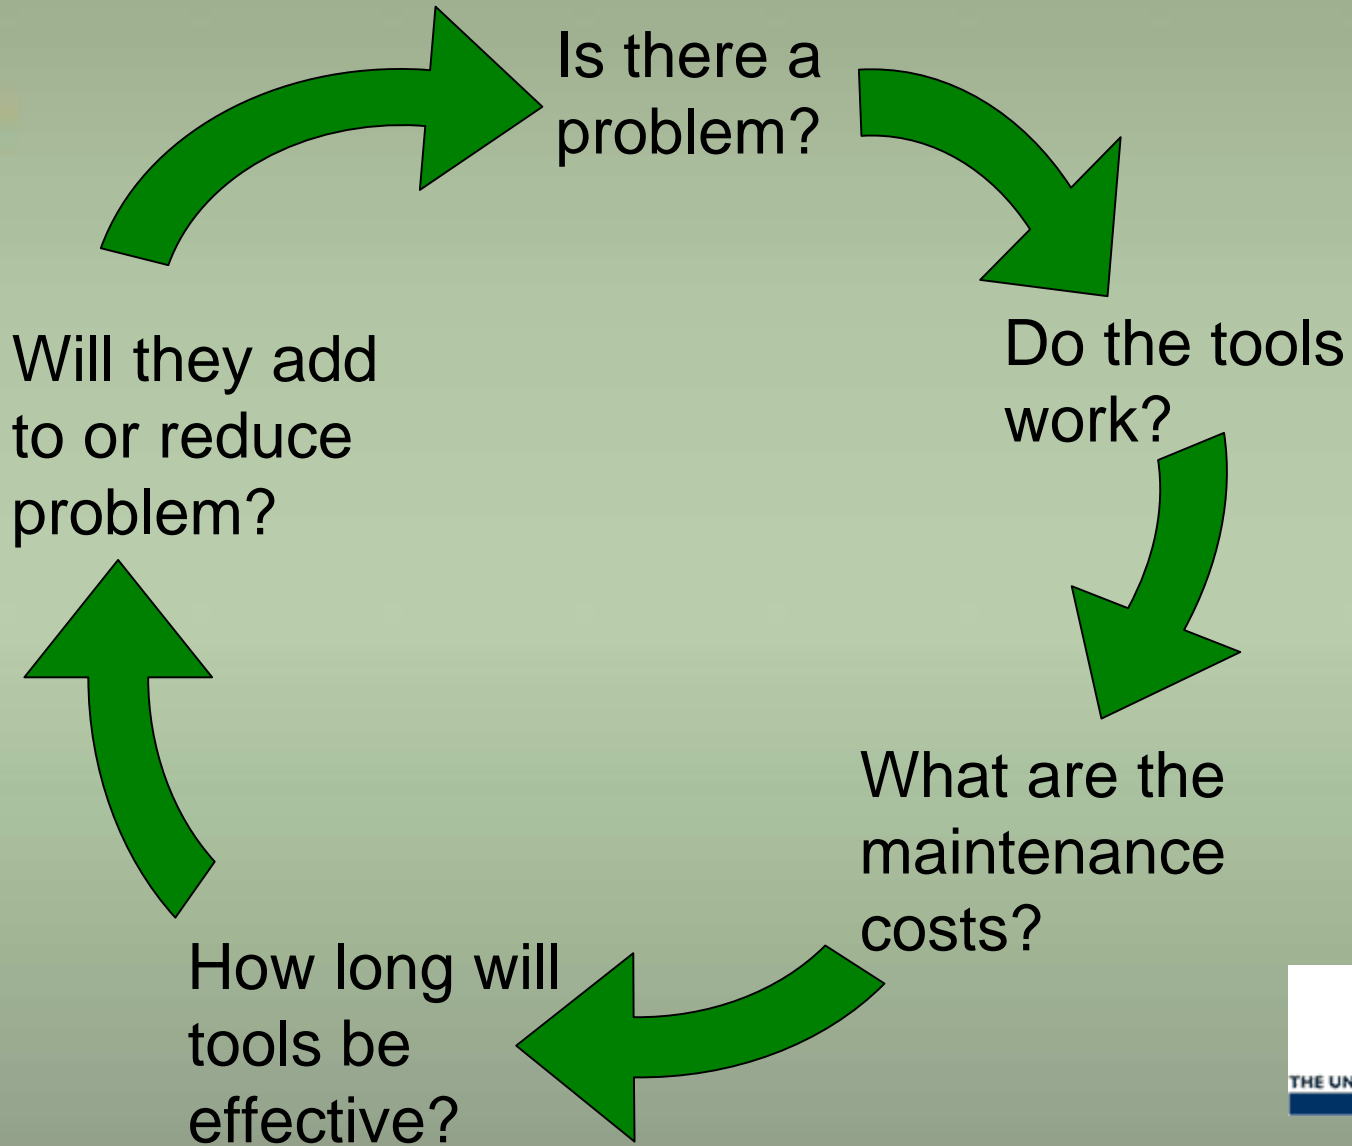 Is there a
problem?
Do the tools
work?
What are the
maintenance
costs?
How long will
tools be
effective?
Will they add
to or reduce
problem?
THE UN